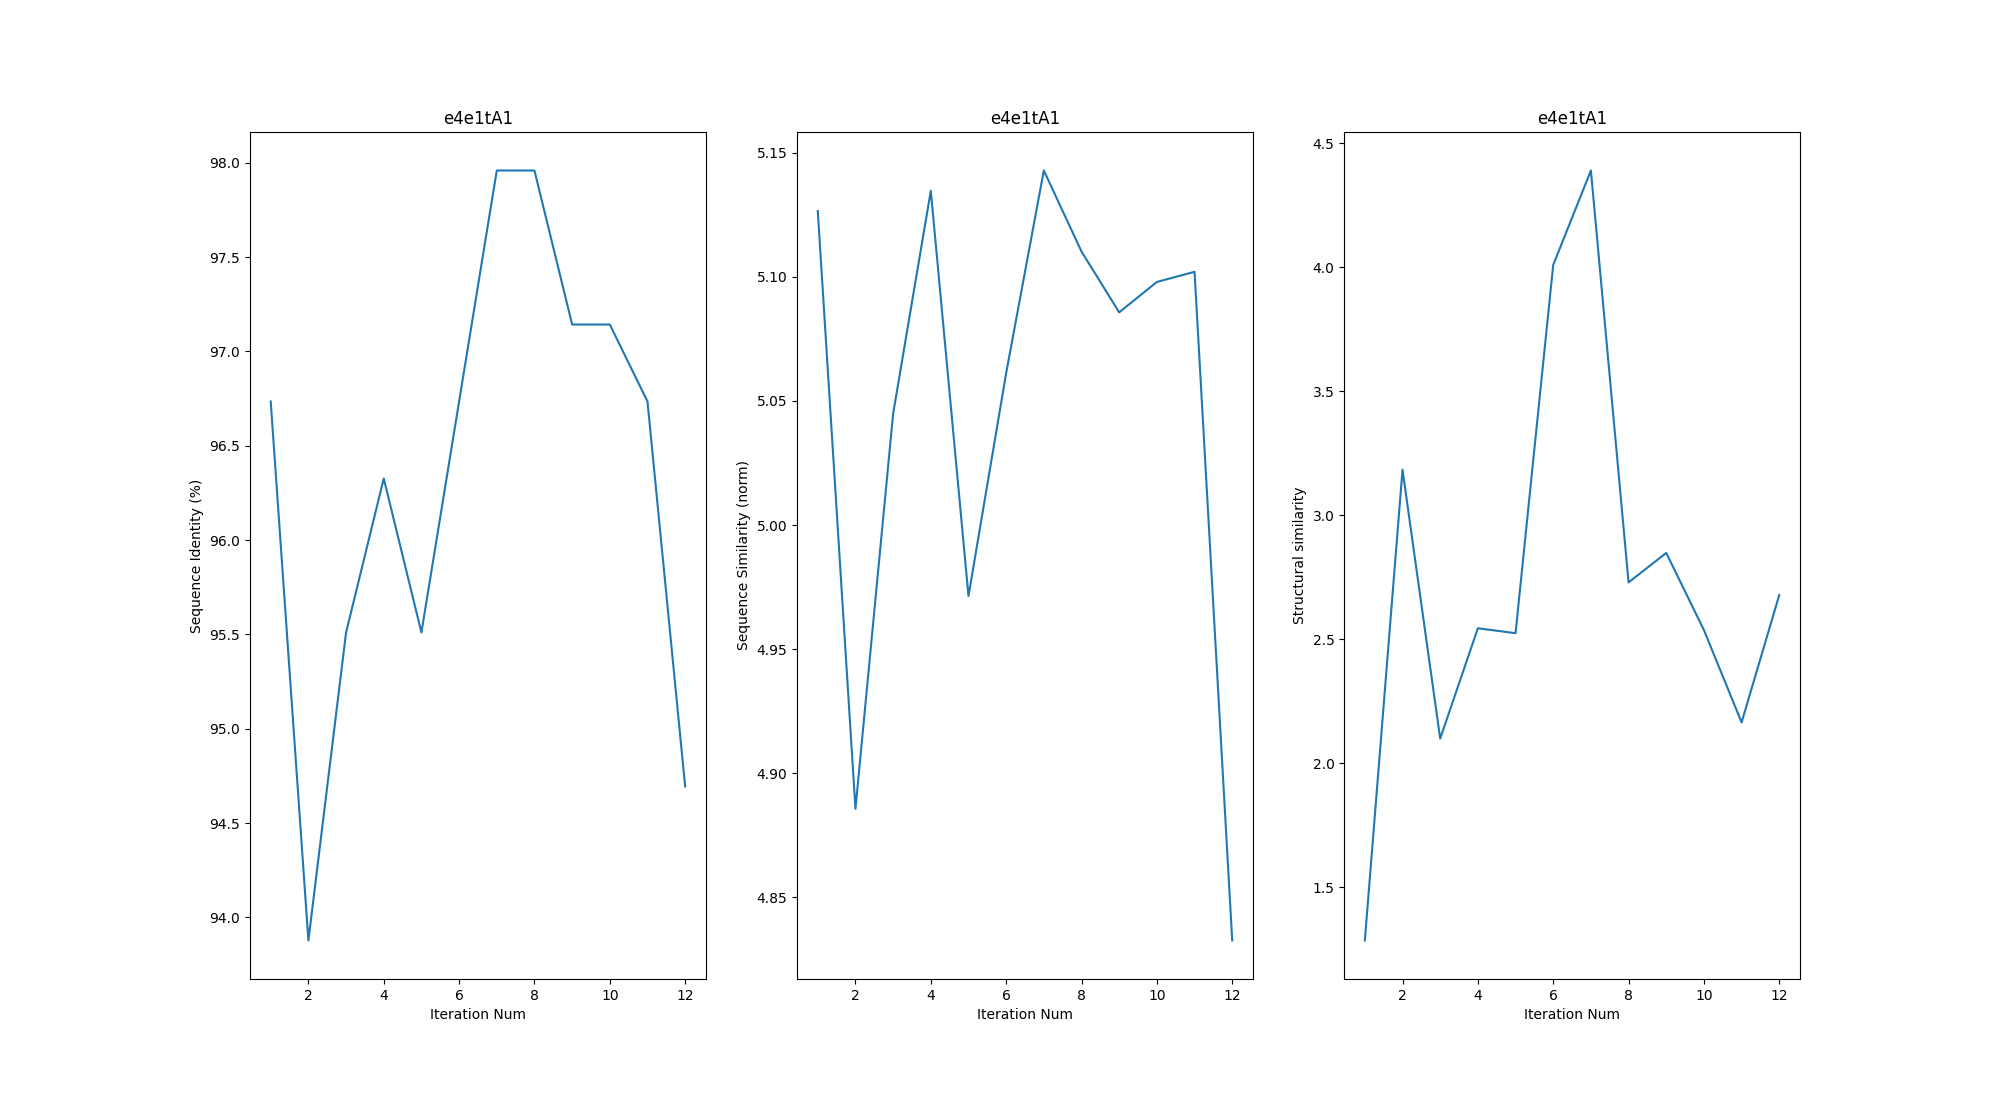 e4e1tA1
98.0
97.5
97.0
96.5
96.0
95.5
95.0
94.5
94.0
Sequence Identity (%)
2 4 6 8 10 12
Iteration Num
e4e1tA1
5.15
5.10
5.05
5.00
4.95
4.90
4.85
Sequence Similarity (norm)
2 4 6 8 10 12
Iteration Num
e4e1tA1
4.5
4.0
3.5
3.0
2.5
2.0
1.5
Structural similarity
2 4 6 8 10 12
Iteration Num